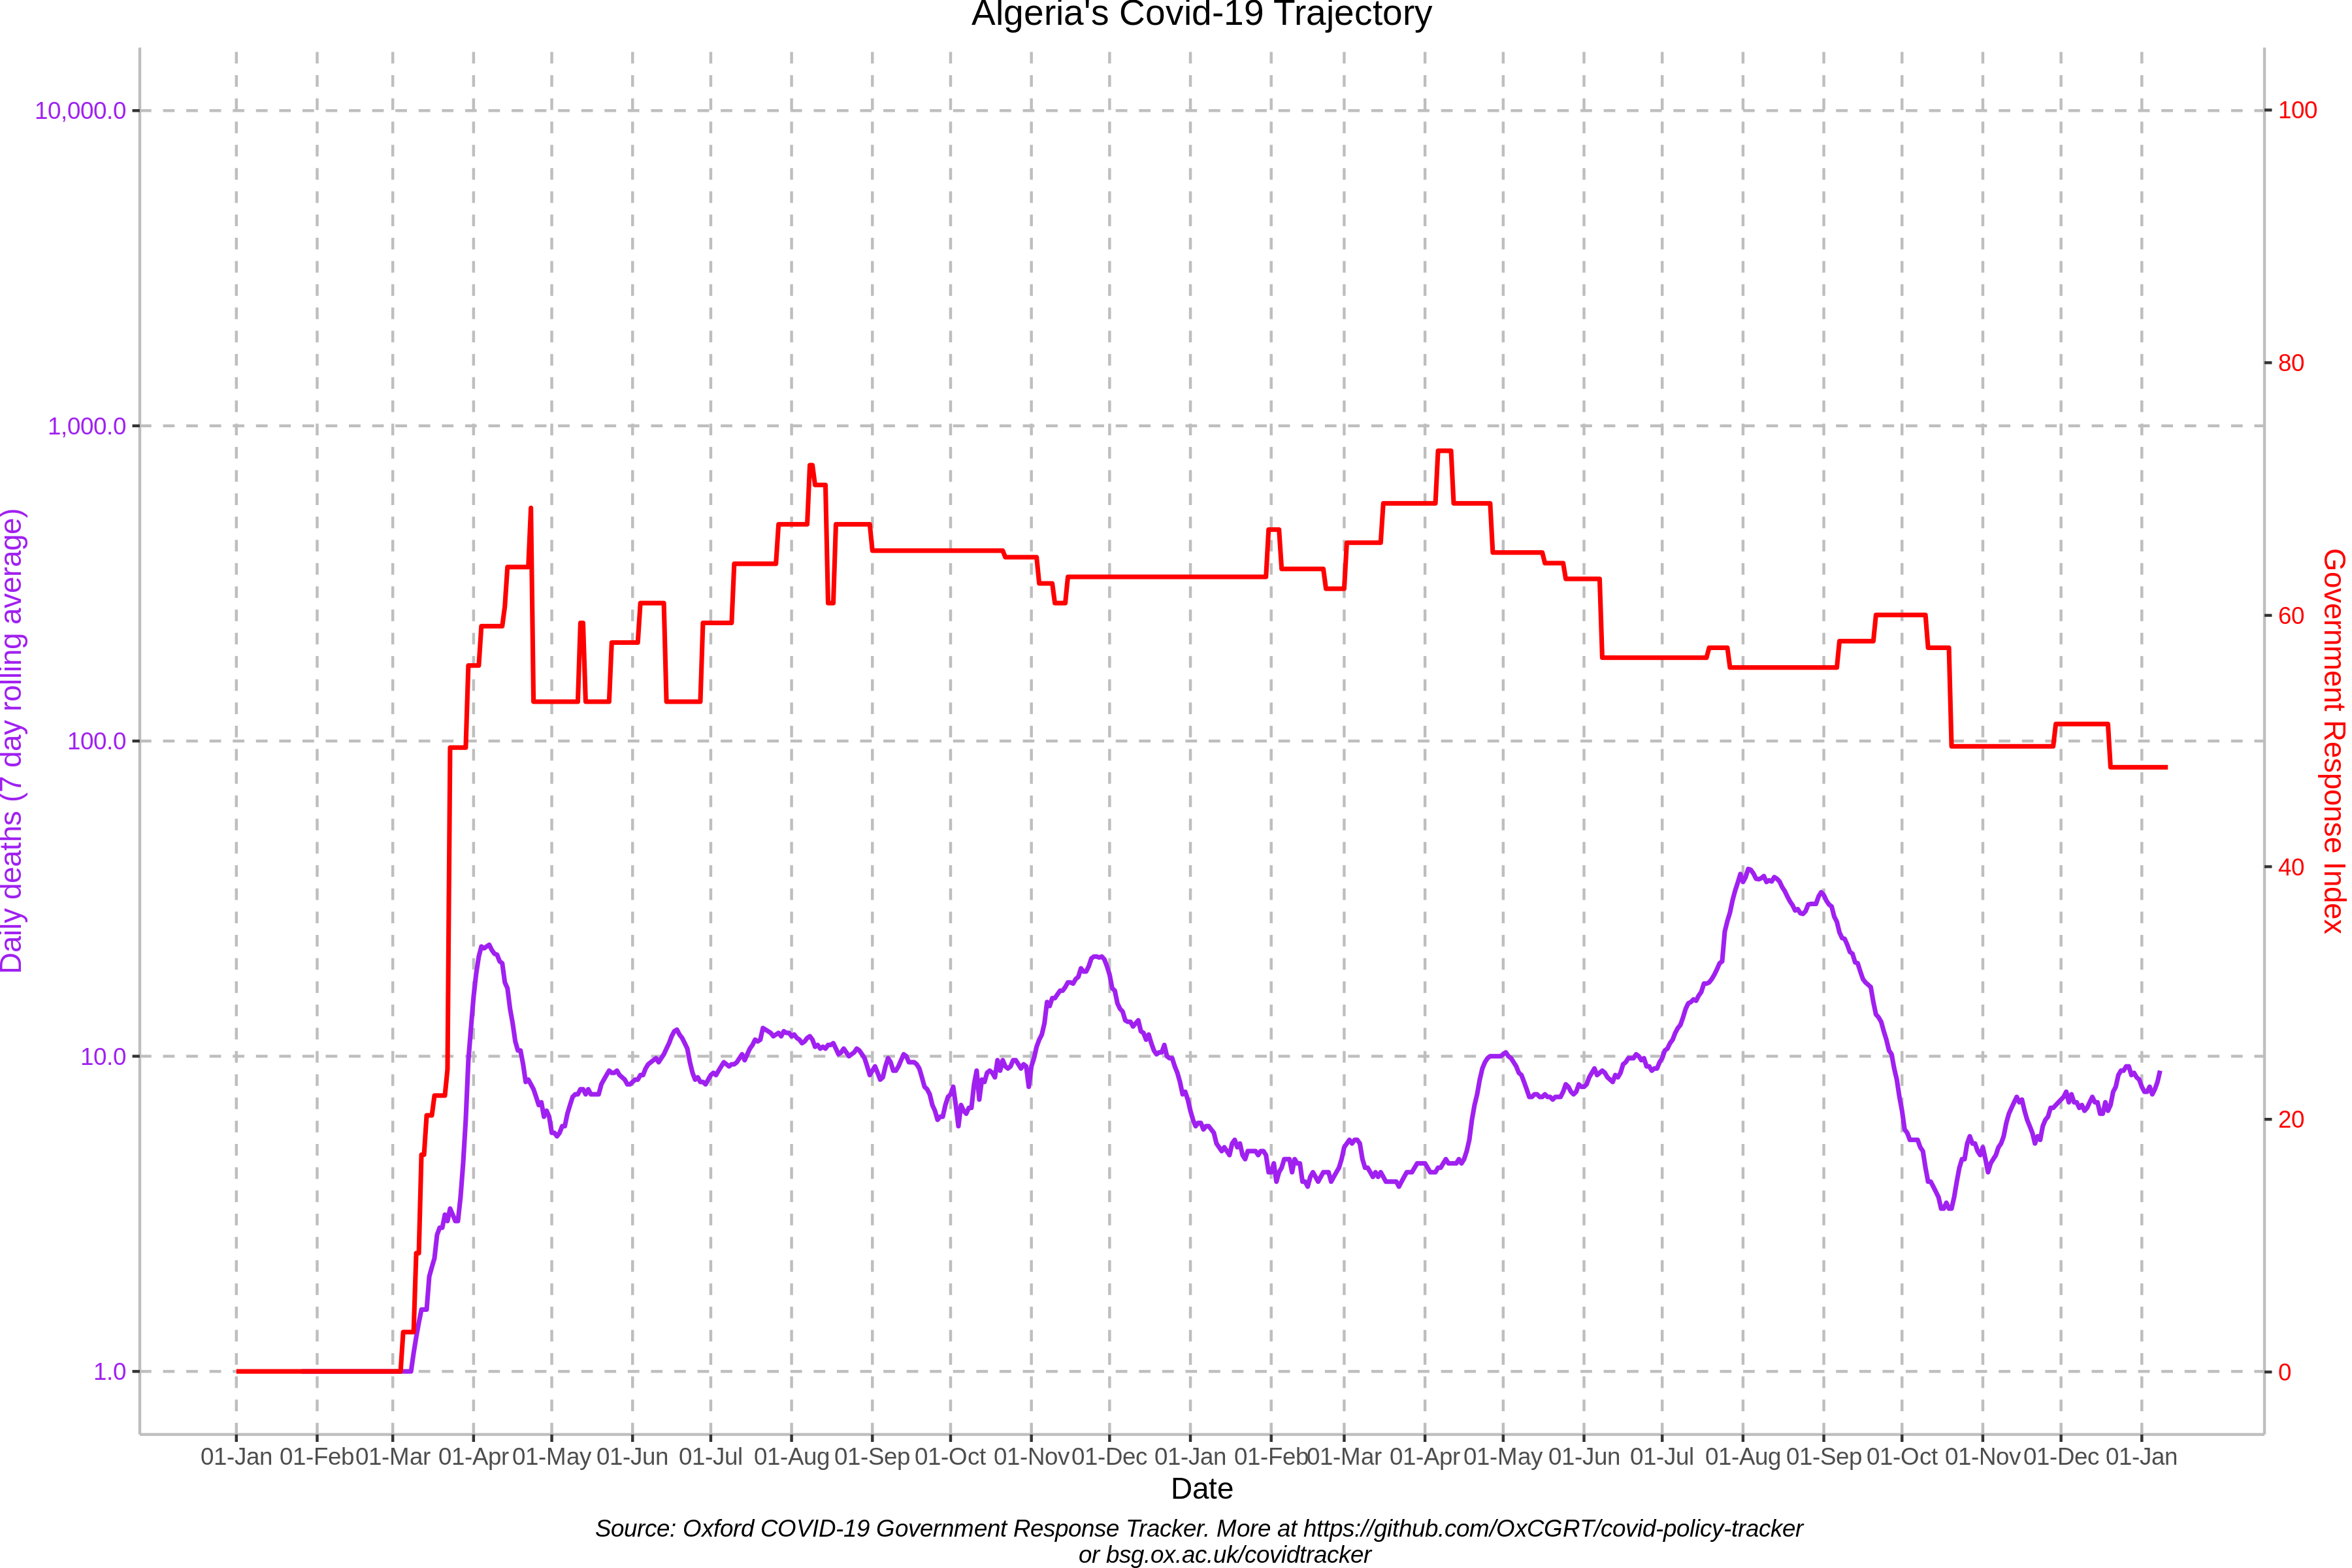 Algeria's Covid-19 Trajectory
10,000.0
1,000.0
100.0
10.0
1.0
Daily deaths (7 day rolling average)
100
80
60
40
20
0
Government Response Index
01-Jan 01-Feb 01-Mar 01-Apr 01-May 01-Jun 01-Jul 01-Aug 01-Sep 01-Oct 01-Nov 01-Dec 01-Jan 01-Feb 01-Mar 01-Apr 01-May 01-Jun 01-Jul 01-Aug 01-Sep 01-Oct 01-Nov 01-Dec 01-Jan
Date
Source: Oxford COVID-19 Government Response Tracker. More at https://github.com/OxCGRT/covid-policy-tracker
or bsg.ox.ac.uk/covidtracker